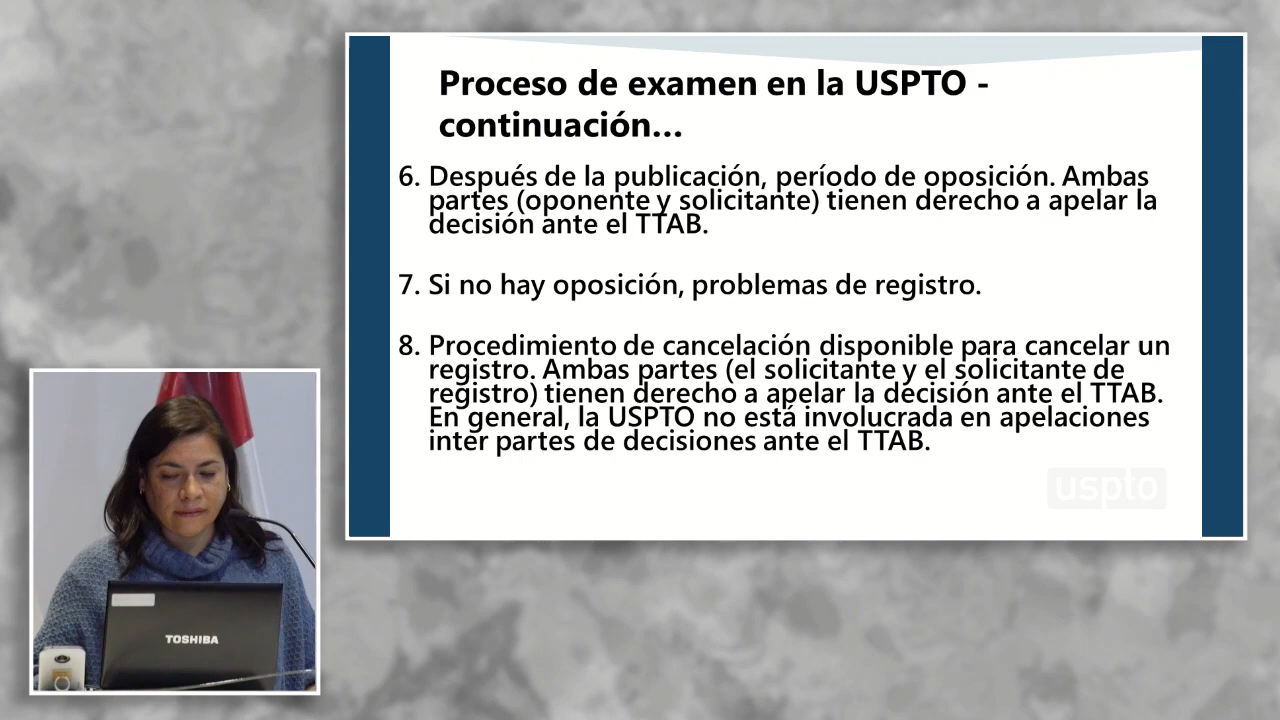 Proceso de examen en la USPTO -
continuación...
6. Después de la publicación, período de oposición. Ambas
partes (oponente y solicitante) tienen derecho a apelar la
decisión ante el TTAB.
7. Si no hay oposición, problemas de registro.
8. Procedimiento de cancelación disponible para cancelar un
registro. Ambas partes (el solicitante y el solicitante de
registro) tienen derecho a apelar la decisión ante el TTAB.
En general, la USPTO no está involucrada en apelaciones
inter partes de decisiones ante el TTAB.
uspto
TOSHIBA